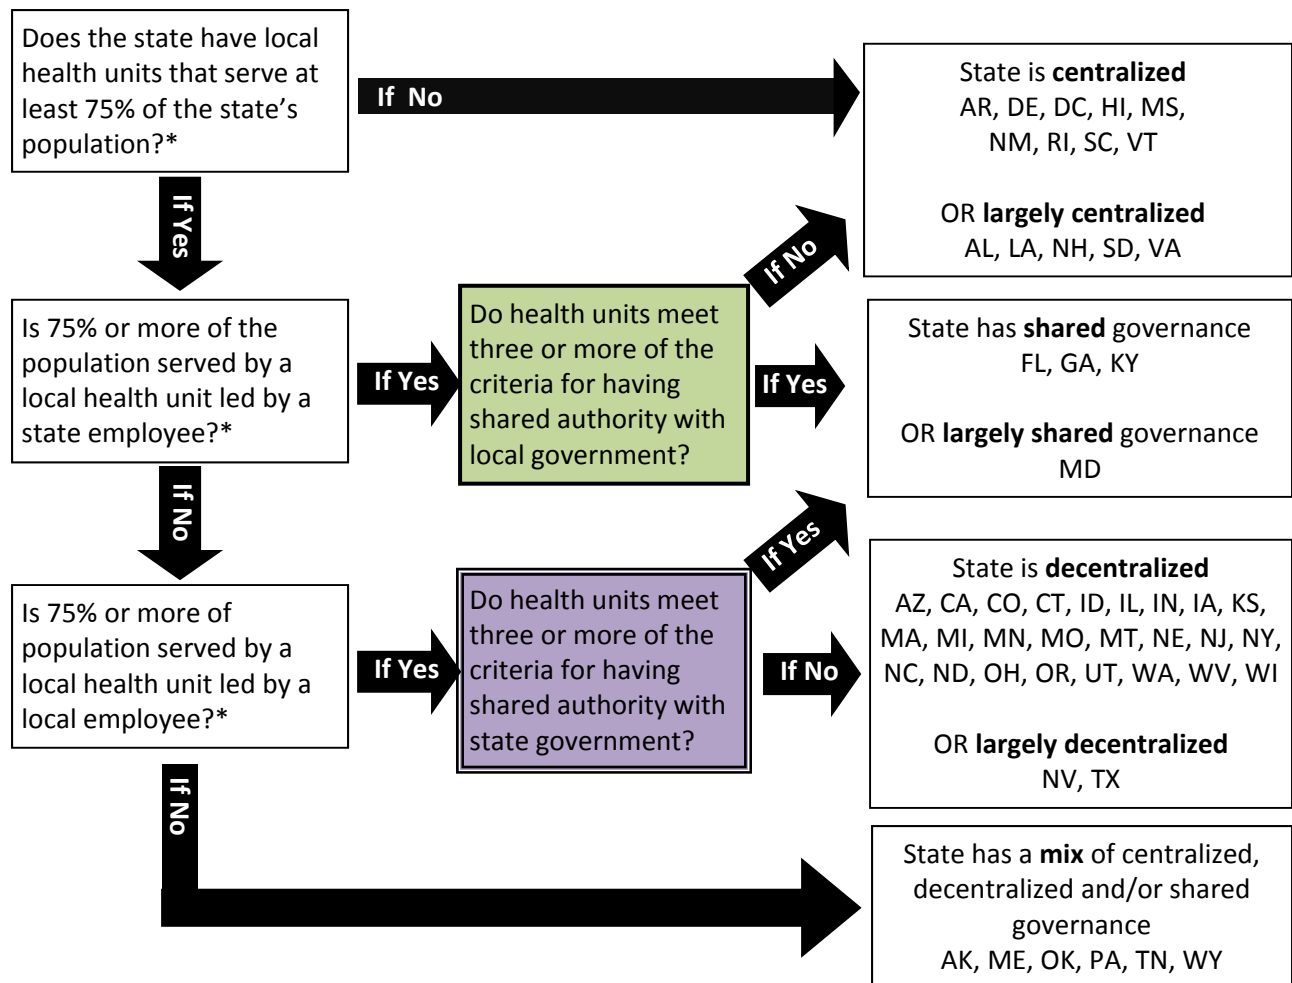 Does the state have local
health units that serve at
least 75% of the state's
population?*
If No
State is centralized
AR, DE, DC, HI, MS,
NM, RI, SC, VT
OR largely centralized
AL, LA, NH, SD, VA
If Yes
If No
Is 75% or more of the
population served by a
local health unit led by a
state employee?*
If Yes
Do health units meet
three or more of the
criteria for having
shared authority with
local government?
If Yes
State has shared governance
FL, GA, KY
OR largely shared governance
MD
If No
If Yes
Is 75% or more of
population served by a
local health unit led by a
local employee?*
If Yes
Do health units meet
three or more of the
criteria for having
shared authority with
state government?
If No
State is decentralized
AZ, CA, CO, CT, ID, IL, IN, IA, KS,
MA, MI, MN, MO, MT, NE, NJ, NY,
NC, ND, OH, OR, UT, WA, WV, WI
OR largely decentralized
NV, TX
If No
State has a mix of centralized,
decentralized and/or shared
governance
AK, ME, OK, PA, TN, WY